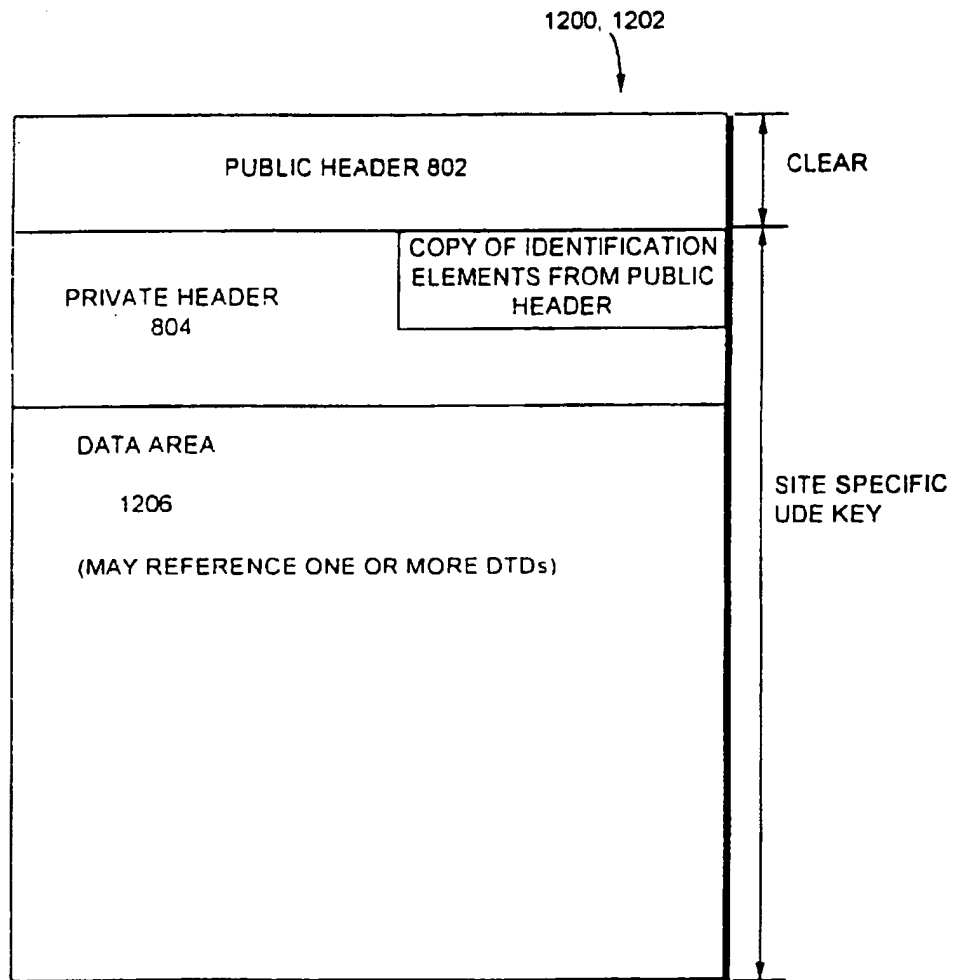 1200, 1202
PUBLIC HEADER 802
CLEAR
COPY OF IDENTIFICATION
ELEMENTS FROM PUBLIC
HEADER
PRIVATE HEADER
804
DATA AREA
1206
(MAY REFERENCE ONE OR MORE DTDs)
SITE SPECIFIC
UDE KEY